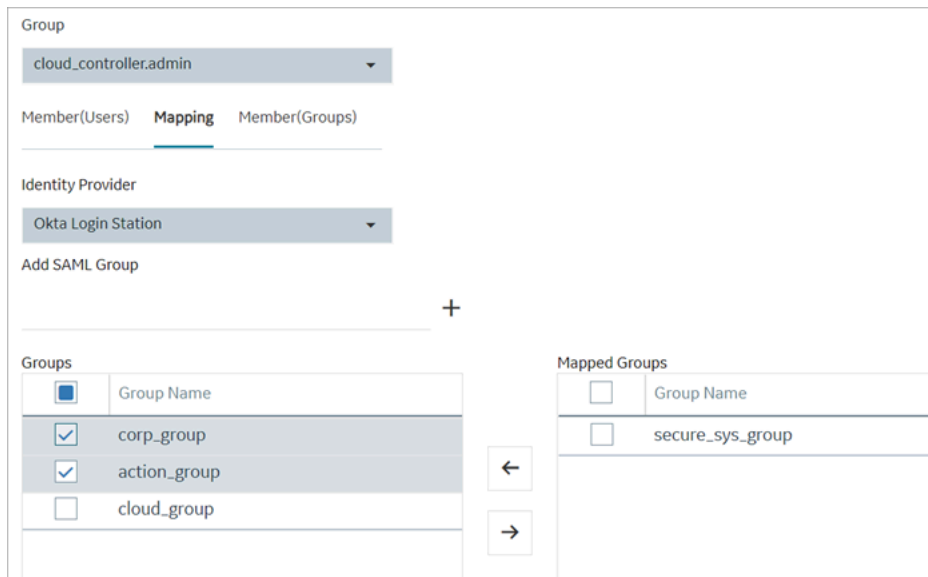 Group
cloud_controller.admin
Member(Users) Mapping Member(Groups)
Identity Provider
Okta Login Station
Add SAML Group
+
Groups
Group Name
corp_group
action_group
cloud_group
Mapped Groups
Group Name
secure_sys_group